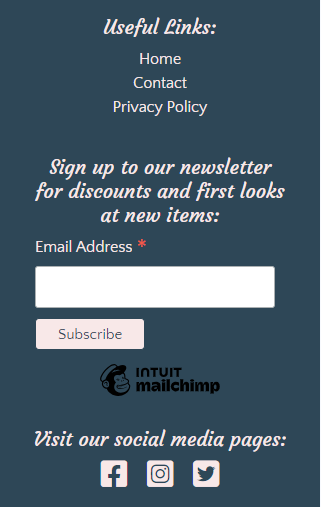 Useful Links:
Home
Contact
Privacy Policy
Sign up to our newsletter
for discounts and first looks
at new items:
Email Address *
Subscribe
INTUIT
mailchimp
Visit our social media pages: